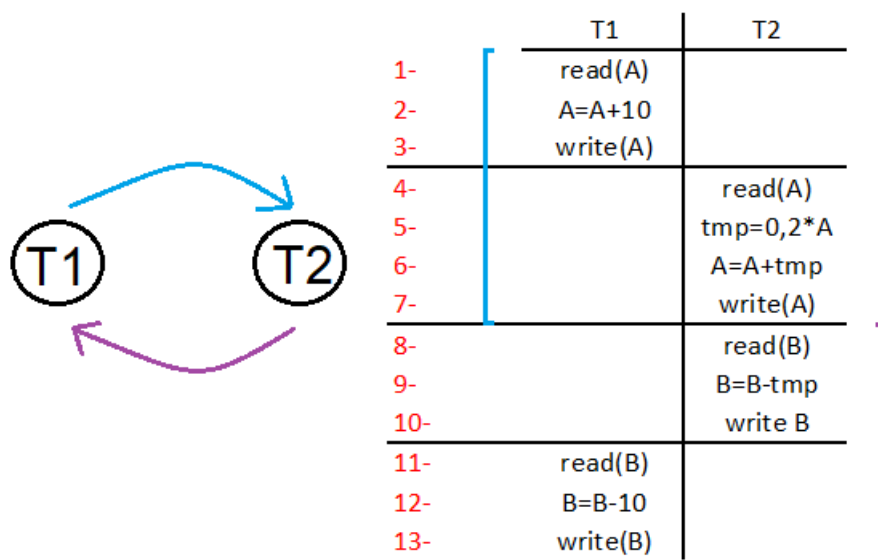 T1 T2
1- read(A)
2- A=A+10
3- write(A)
4- read(A)
5- tmp=0,2*A
6- A=A+tmp
7- write(A)
8- read(B)
9- B=B-tmp
10- write B
11- read(B)
12- B=B-10
13- write(B)
T1 T2